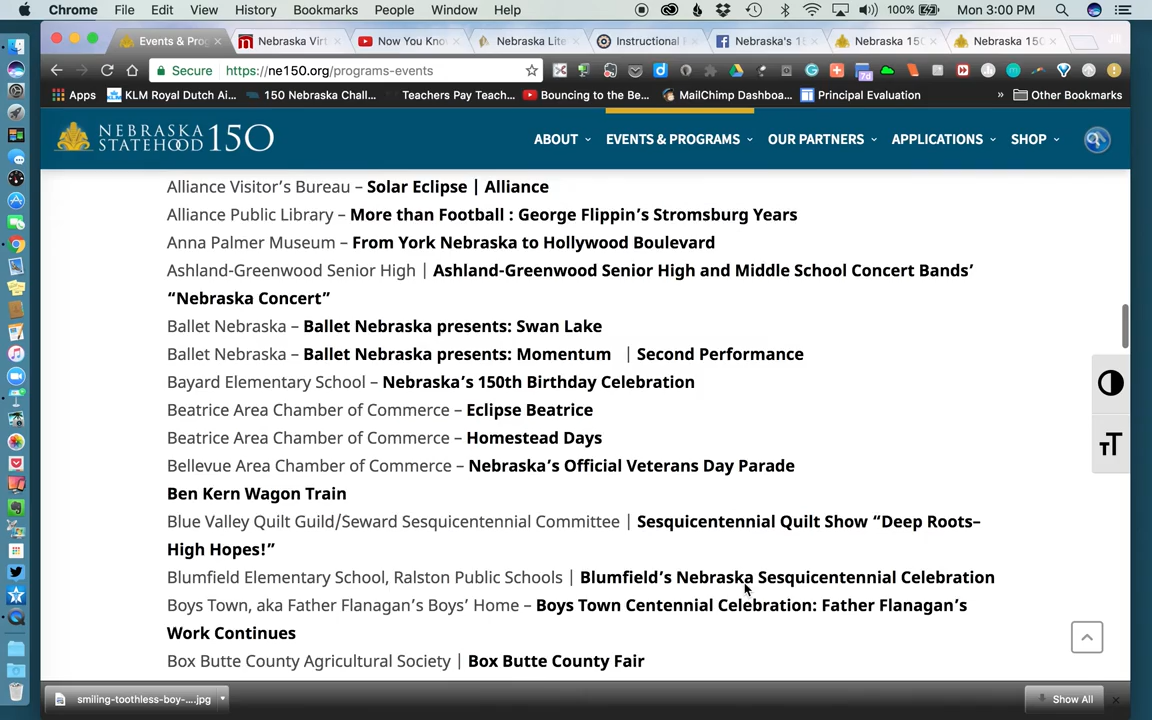 Chrome File Edit View History Bookmarks People Window Help 100% Mon 3:00 PM
Events & Prog Nebraska Virt Now You Kno Nebraska Lite Instructional Nebraska's 1 Nebraska 150 Nebraska 150
Secure https://ne150.org/programs-events 7d
Apps KLM Royal Dutch Ai... 150 Nebraska Chall... Teachers Pay Teach... Bouncing to the Be... MailChimp Dashboa... Principal Evaluation » Other Bookmarks
NEBRASKA STATEHOOD 150
ABOUT EVENTS & PROGRAMS OUR PARTNERS APPLICATIONS SHOP
Alliance Visitor's Bureau – Solar Eclipse | Alliance
Alliance Public Library – More than Football : George Flippin's Stromsburg Years
Anna Palmer Museum – From York Nebraska to Hollywood Boulevard
Ashland-Greenwood Senior High | Ashland-Greenwood Senior High and Middle School Concert Bands'
"Nebraska Concert"
Ballet Nebraska – Ballet Nebraska presents: Swan Lake
Ballet Nebraska – Ballet Nebraska presents: Momentum | Second Performance
Bayard Elementary School – Nebraska's 150th Birthday Celebration
Beatrice Area Chamber of Commerce – Eclipse Beatrice
Beatrice Area Chamber of Commerce – Homestead Days
Bellevue Area Chamber of Commerce – Nebraska's Official Veterans Day Parade
Ben Kern Wagon Train
Blue Valley Quilt Guild/Seward Sesquicentennial Committee | Sesquicentennial Quilt Show "Deep Roots–
High Hopes!"
Blumfield Elementary School, Ralston Public Schools | Blumfield's Nebraska Sesquicentennial Celebration
Boys Town, aka Father Flanagan's Boys' Home – Boys Town Centennial Celebration: Father Flanagan's
Work Continues
Box Butte County Agricultural Society | Box Butte County Fair
smiling-toothless-boy-....jpg Show All